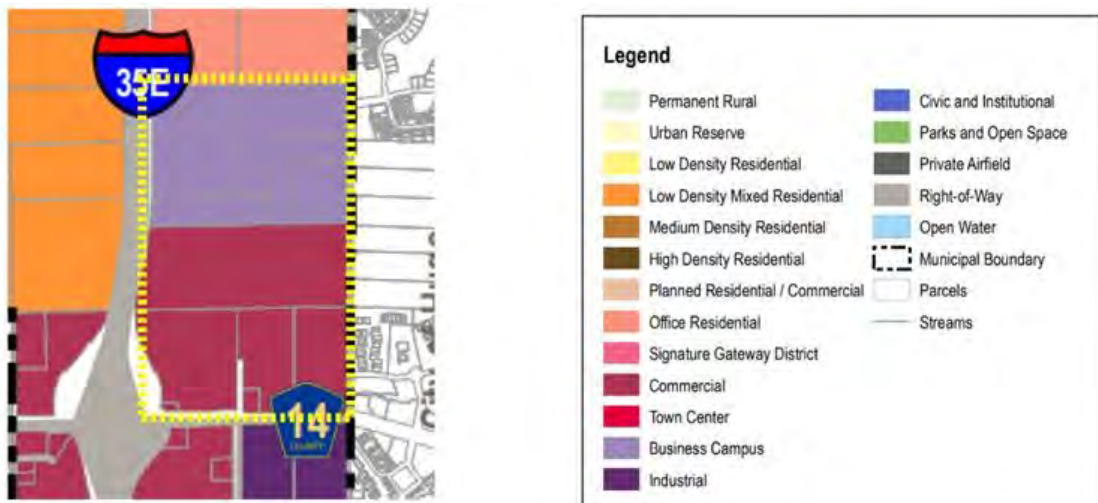 35E
14
COUNTY
Legend
Permanent Rural
Urban Reserve
Low Density Residential
Low Density Mixed Residential
Medium Density Residential
High Density Residential
Planned Residential / Commercial
Office Residential
Signature Gateway District
Commercial
Town Center
Business Campus
Industrial
Civic and Institutional
Parks and Open Space
Private Airfield
Right-of-Way
Open Water
Municipal Boundary
Parcels
Streams